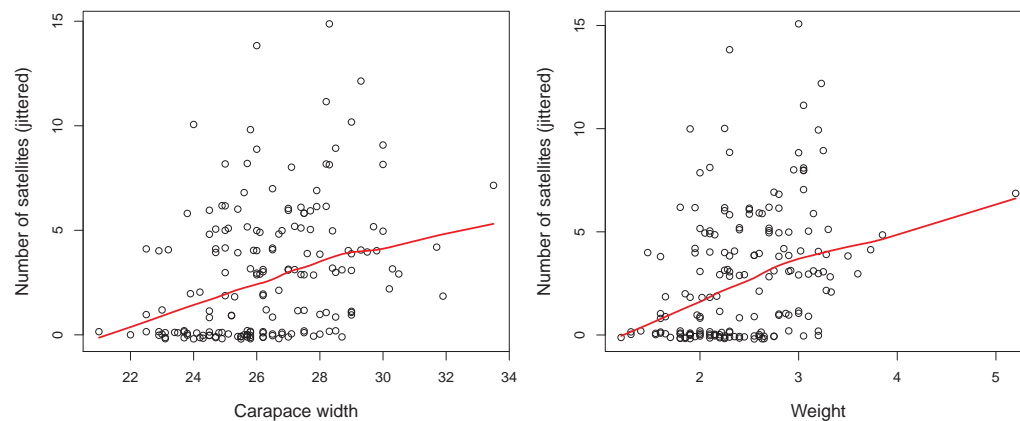 Number of satellites (jittered)
15
10
5
0
22 24 26 28 30 32 34
Carapace width
Number of satellites (jittered)
15
10
5
0
2 3 4 5
Weight